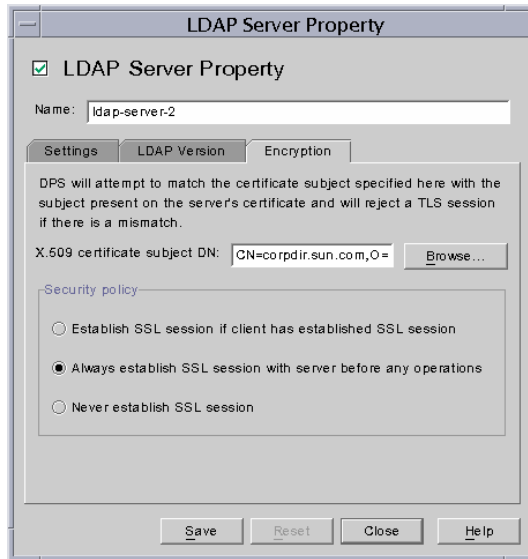 LDAP Server Property
LDAP Server Property
Name: ldap-server-2
Settings LDAP Version Encryption
DPS will attempt to match the certificate subject specified here with the
subject present on the server's certificate and will reject a TLS session
if there is a mismatch.
X.509 certificate subject DN: CN=corpdir.sun.com,O= Browse...
Security policy
Establish SSL session if client has established SSL session
Always establish SSL session with server before any operations
Never establish SSL session
Save Reset Close Help